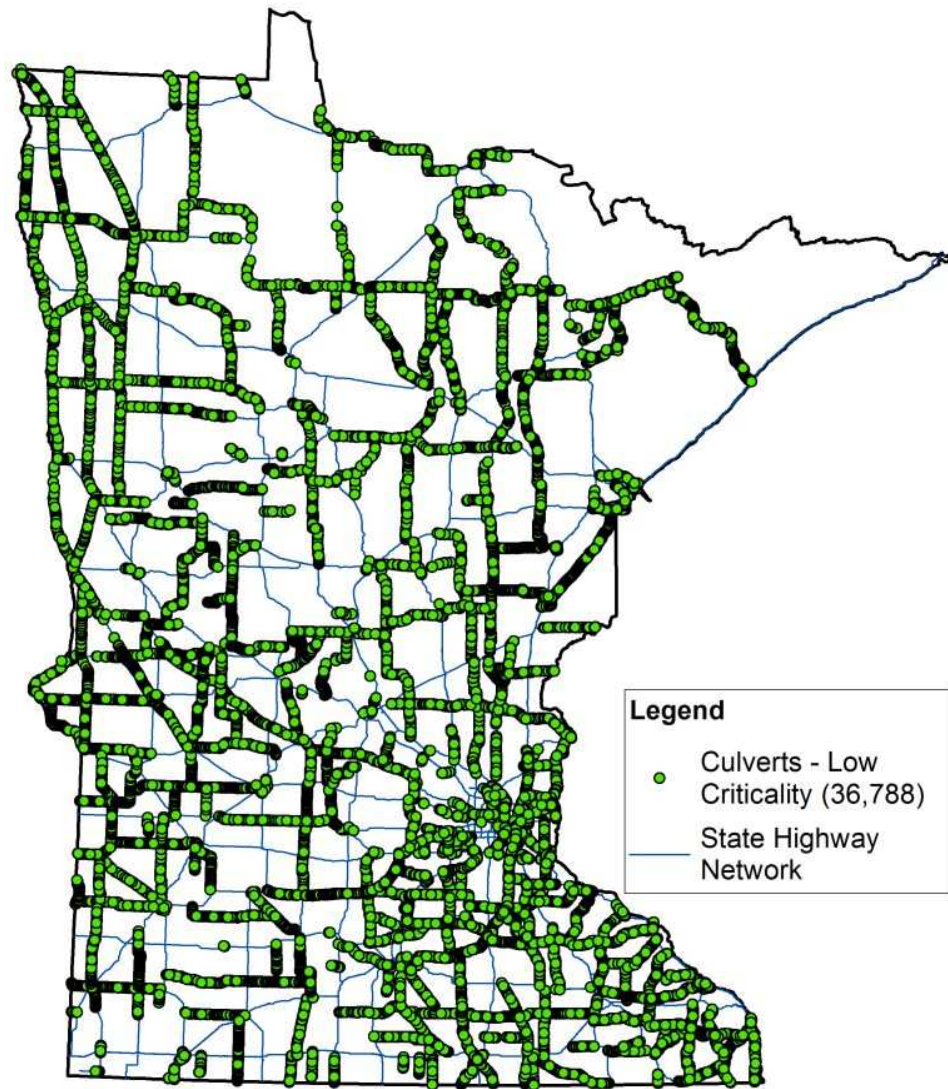 Legend
Culverts - Low
Criticality (36,788)
State Highway
Network